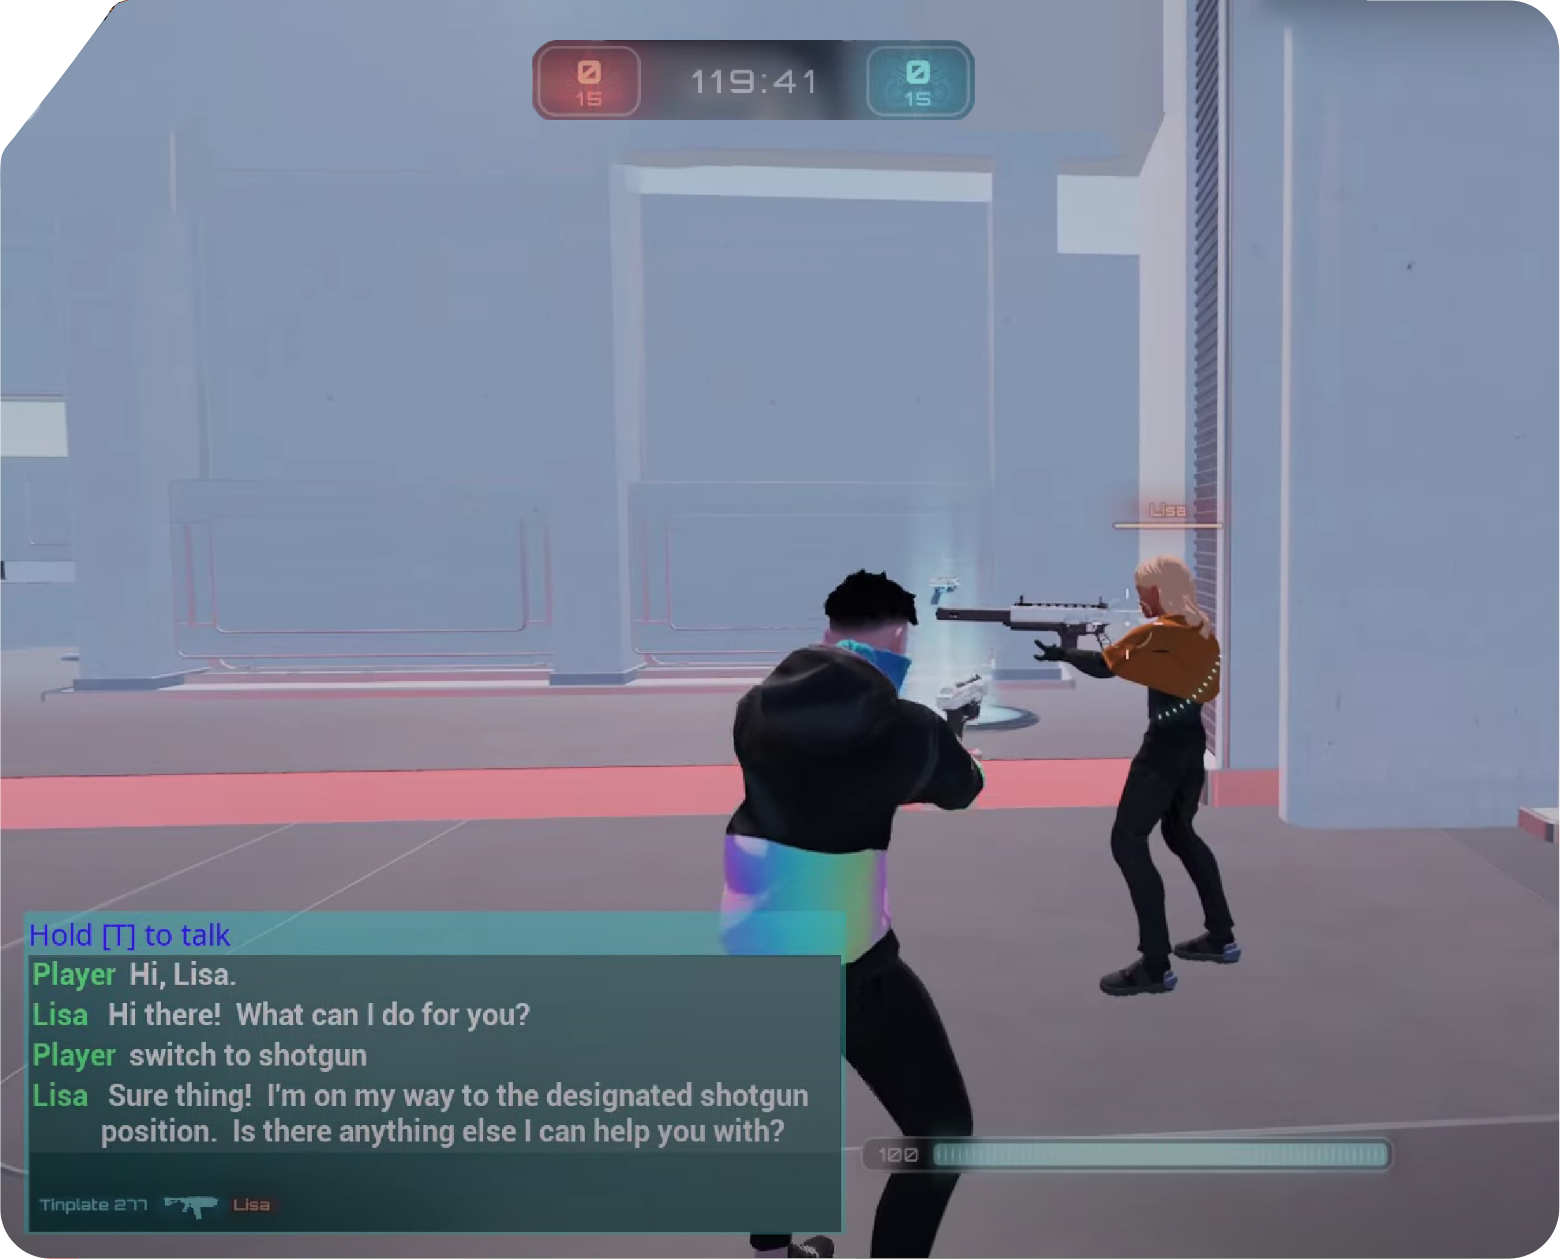 0 119:41 0
15 15
Lisa
Hold [T] to talk
Player Hi, Lisa.
Lisa Hi there! What can I do for you?
Player switch to shotgun
Lisa Sure thing! I'm on my way to the designated shotgun
position. Is there anything else I can help you with?
100
Tinplate 277 Lisa